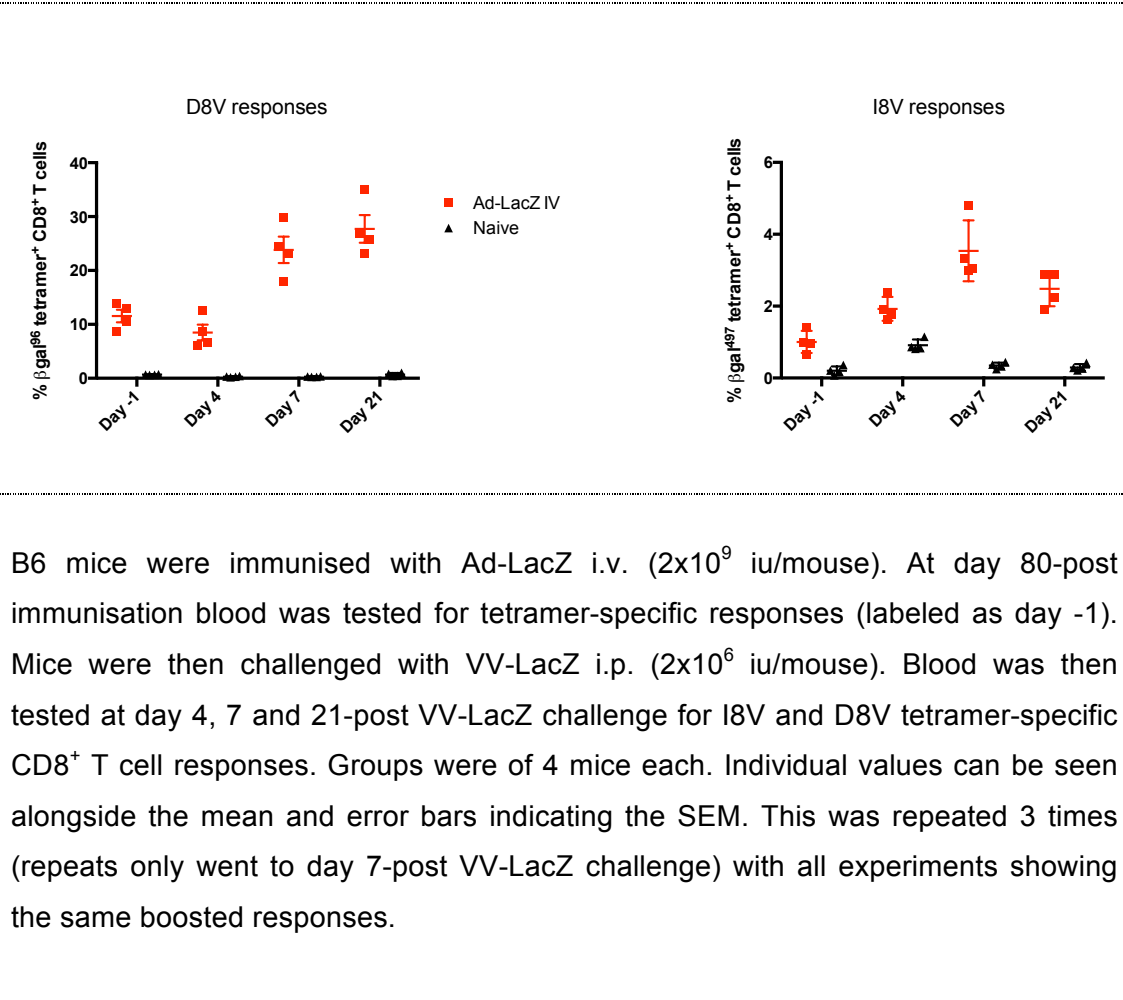 D8V responses
% βgal⁹⁶ tetramer⁺ CD8⁺ T cells
40
30
20
10
0
Day -1
Day 4
Day 7
Day 21
Ad-LacZ IV
Naive
I8V responses
% βgal⁴⁹⁷ tetramer⁺ CD8⁺ T cells
6
4
2
0
Day -1
Day 4
Day 7
Day 21
B6 mice were immunised with Ad-LacZ i.v. (2x10⁹ iu/mouse). At day 80-post
immunisation blood was tested for tetramer-specific responses (labeled as day -1).
Mice were then challenged with VV-LacZ i.p. (2x10⁶ iu/mouse). Blood was then
tested at day 4, 7 and 21-post VV-LacZ challenge for I8V and D8V tetramer-specific
CD8⁺ T cell responses. Groups were of 4 mice each. Individual values can be seen
alongside the mean and error bars indicating the SEM. This was repeated 3 times
(repeats only went to day 7-post VV-LacZ challenge) with all experiments showing
the same boosted responses.